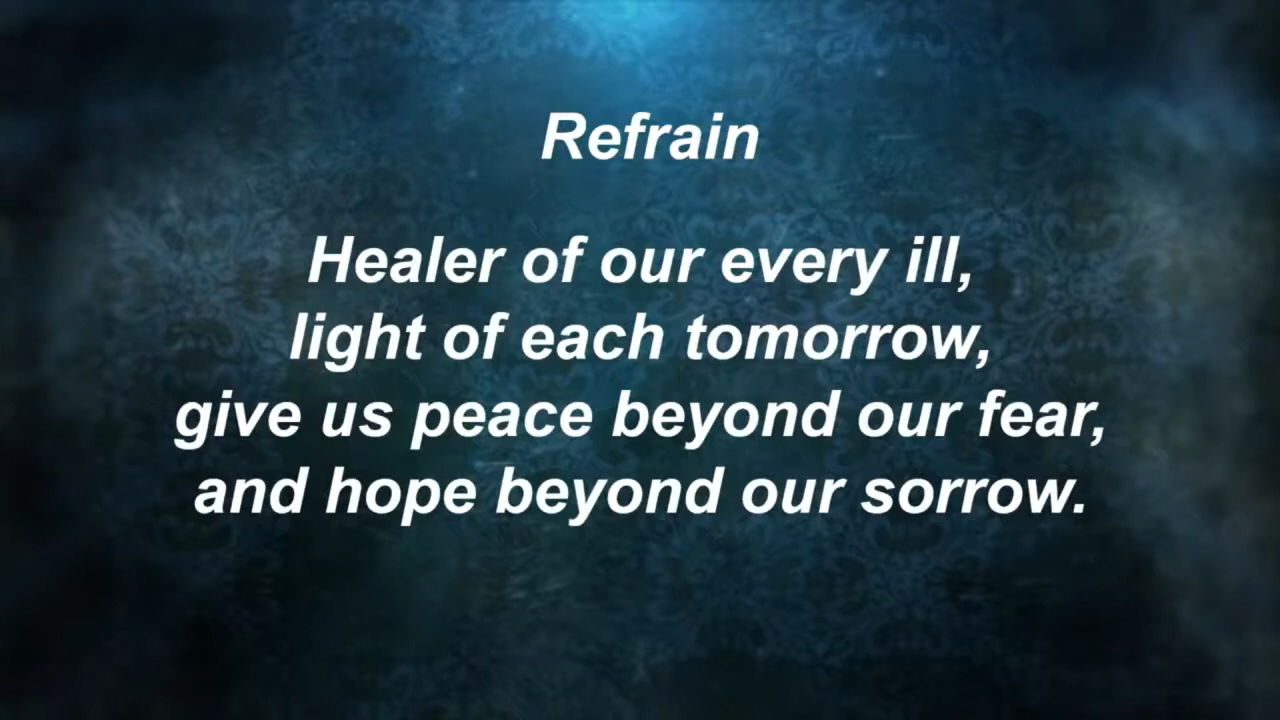 Refrain
Healer of our every ill,
light of each tomorrow,
give us peace beyond our fear,
and hope beyond our sorrow.